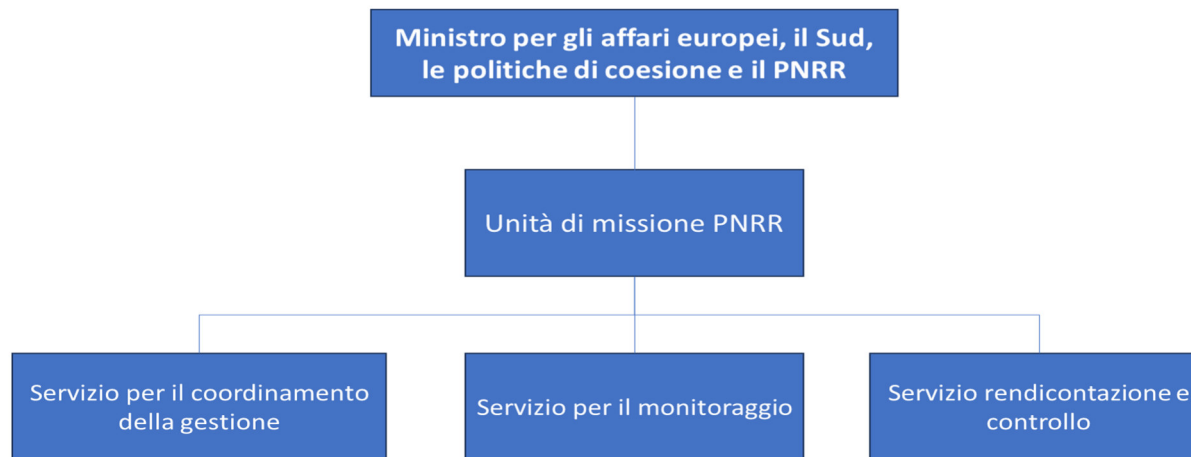 Ministro per gli affari europei, il Sud,
le politiche di coesione e il PNRR
Unità di missione PNRR
Servizio per il coordinamento
della gestione
Servizio per il monitoraggio
Servizio rendicontazione e
controllo